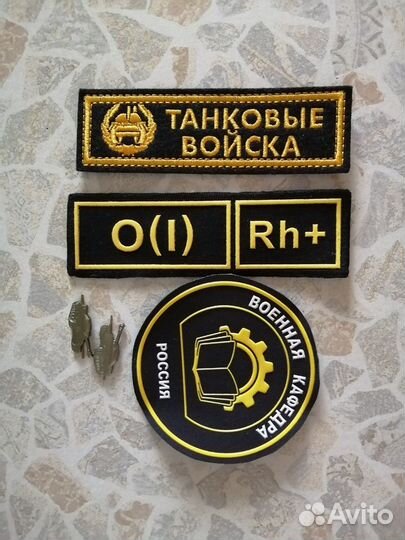 ТАНКОВЫЕ
ВОЙСКА
O(I)
Rh+
ВОЕННАЯ КАФЕДРА
РОССИЯ
Avito